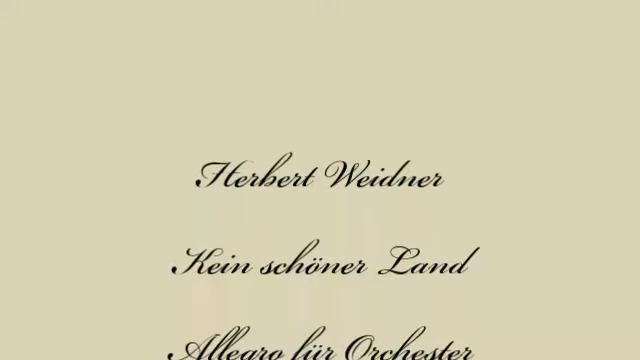 Herbert Weidner
Kein schöner Land
Allegro für Orchester